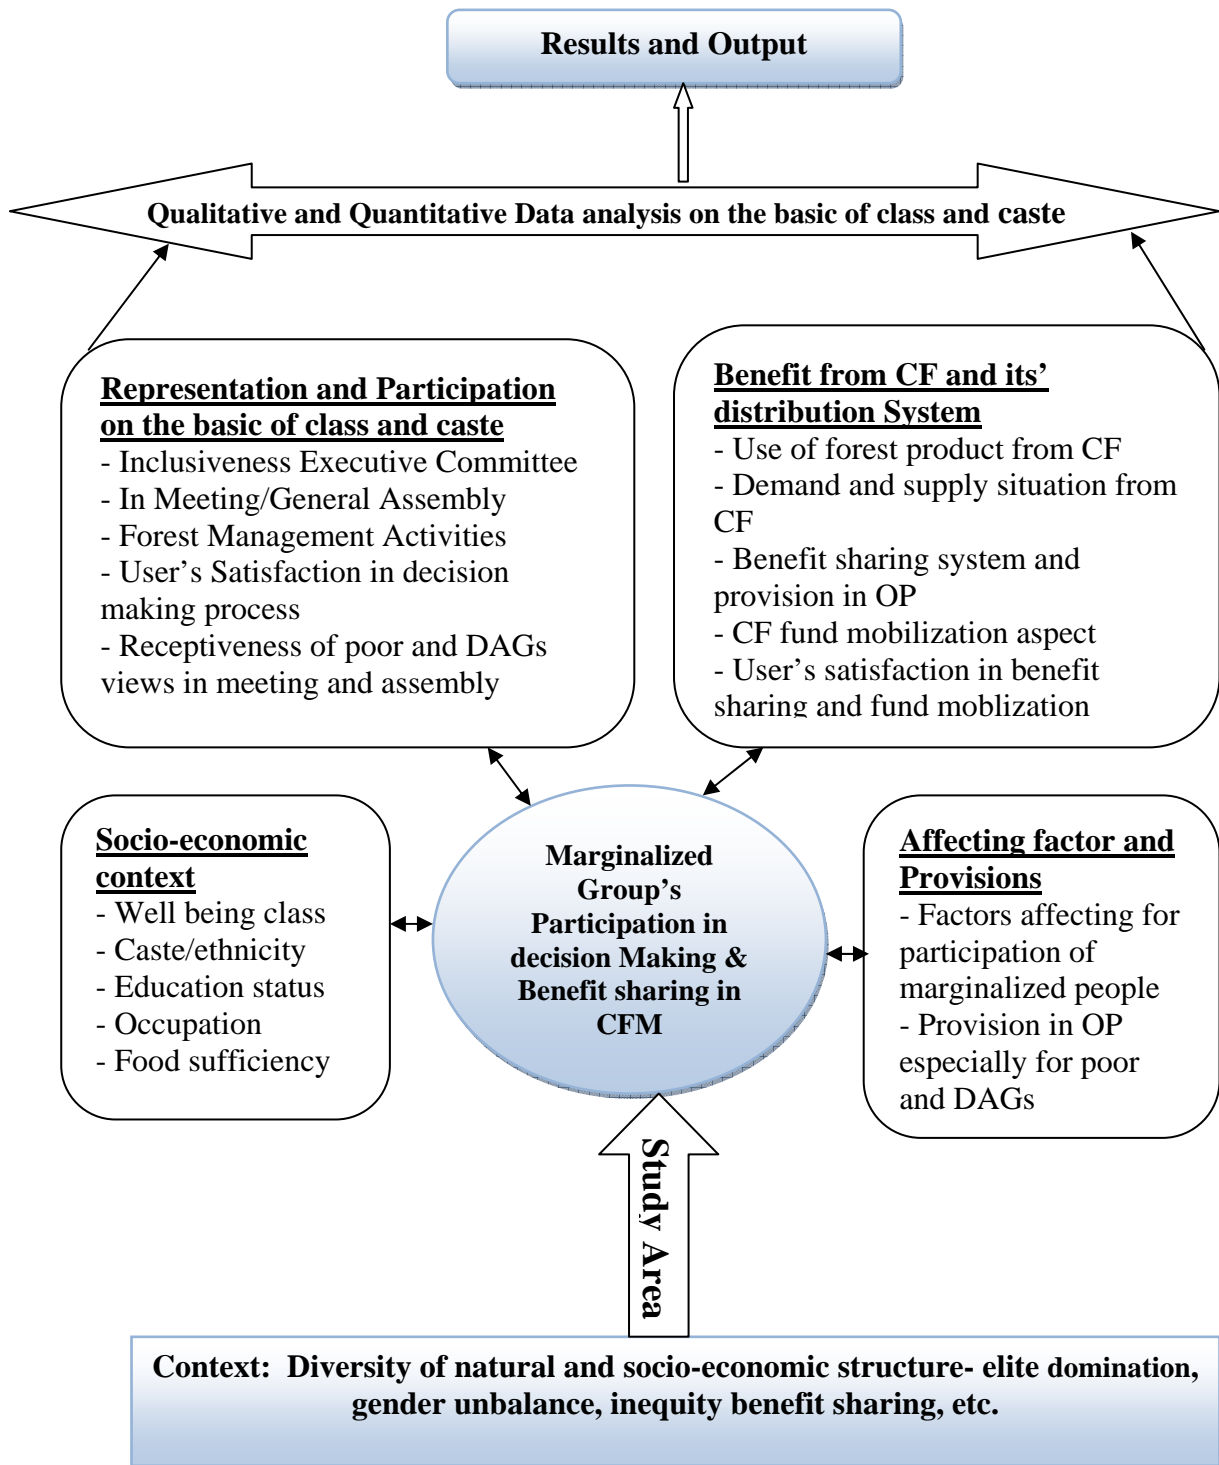 Results and Output
Qualitative and Quantitative Data analysis on the basic of class and caste
Representation and Participation
on the basic of class and caste
- Inclusiveness Executive Committee
- In Meeting/General Assembly
- Forest Management Activities
- User's Satisfaction in decision
making process
- Receptiveness of poor and DAGs
views in meeting and assembly
Benefit from CF and its'
distribution System
- Use of forest product from CF
- Demand and supply situation from
CF
- Benefit sharing system and
provision in OP
- CF fund mobilization aspect
- User's satisfaction in benefit
sharing and fund moblization
Socio-economic
context
- Well being class
- Caste/ethnicity
- Education status
- Occupation
- Food sufficiency
Marginalized
Group's
Participation in
decision Making &
Benefit sharing in
CFM
Affecting factor and
Provisions
- Factors affecting for
participation of
marginalized people
- Provision in OP
especially for poor
and DAGs
Study Area
Context:  Diversity of natural and socio-economic structure- elite domination,
gender unbalance, inequity benefit sharing, etc.